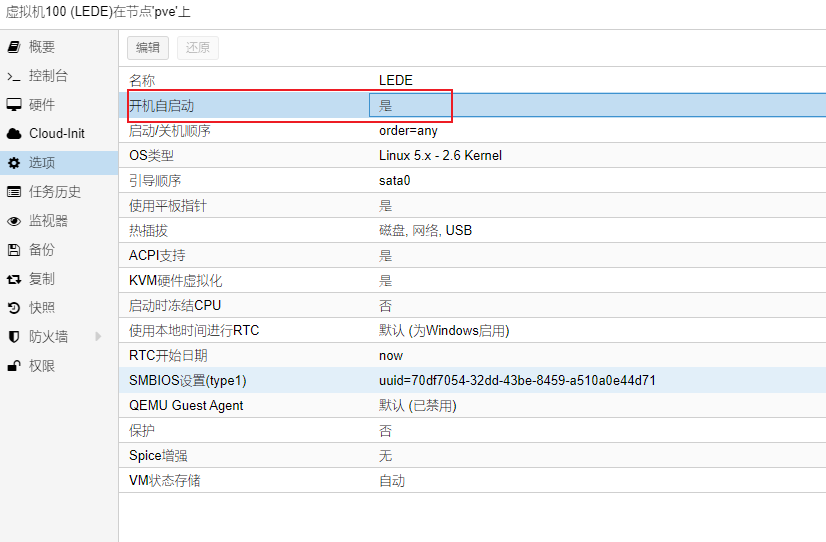 虚拟机100 (LEDE)在节点'pve'上
概要
控制台
硬件
Cloud-Init
选项
任务历史
监视器
备份
复制
快照
防火墙
权限
编辑 还原
名称 LEDE
开机自启动 是
启动/关机顺序 order=any
OS类型 Linux 5.x - 2.6 Kernel
引导顺序 sata0
使用平板指针 是
热插拔 磁盘, 网络, USB
ACPI支持 是
KVM硬件虚拟化 是
启动时冻结CPU 否
使用本地时间进行RTC 默认 (为Windows启用)
RTC开始日期 now
SMBIOS设置(type1) uuid=70df7054-32dd-43be-8459-a510a0e44d71
QEMU Guest Agent 默认 (已禁用)
保护 否
Spice增强 无
VM状态存储 自动